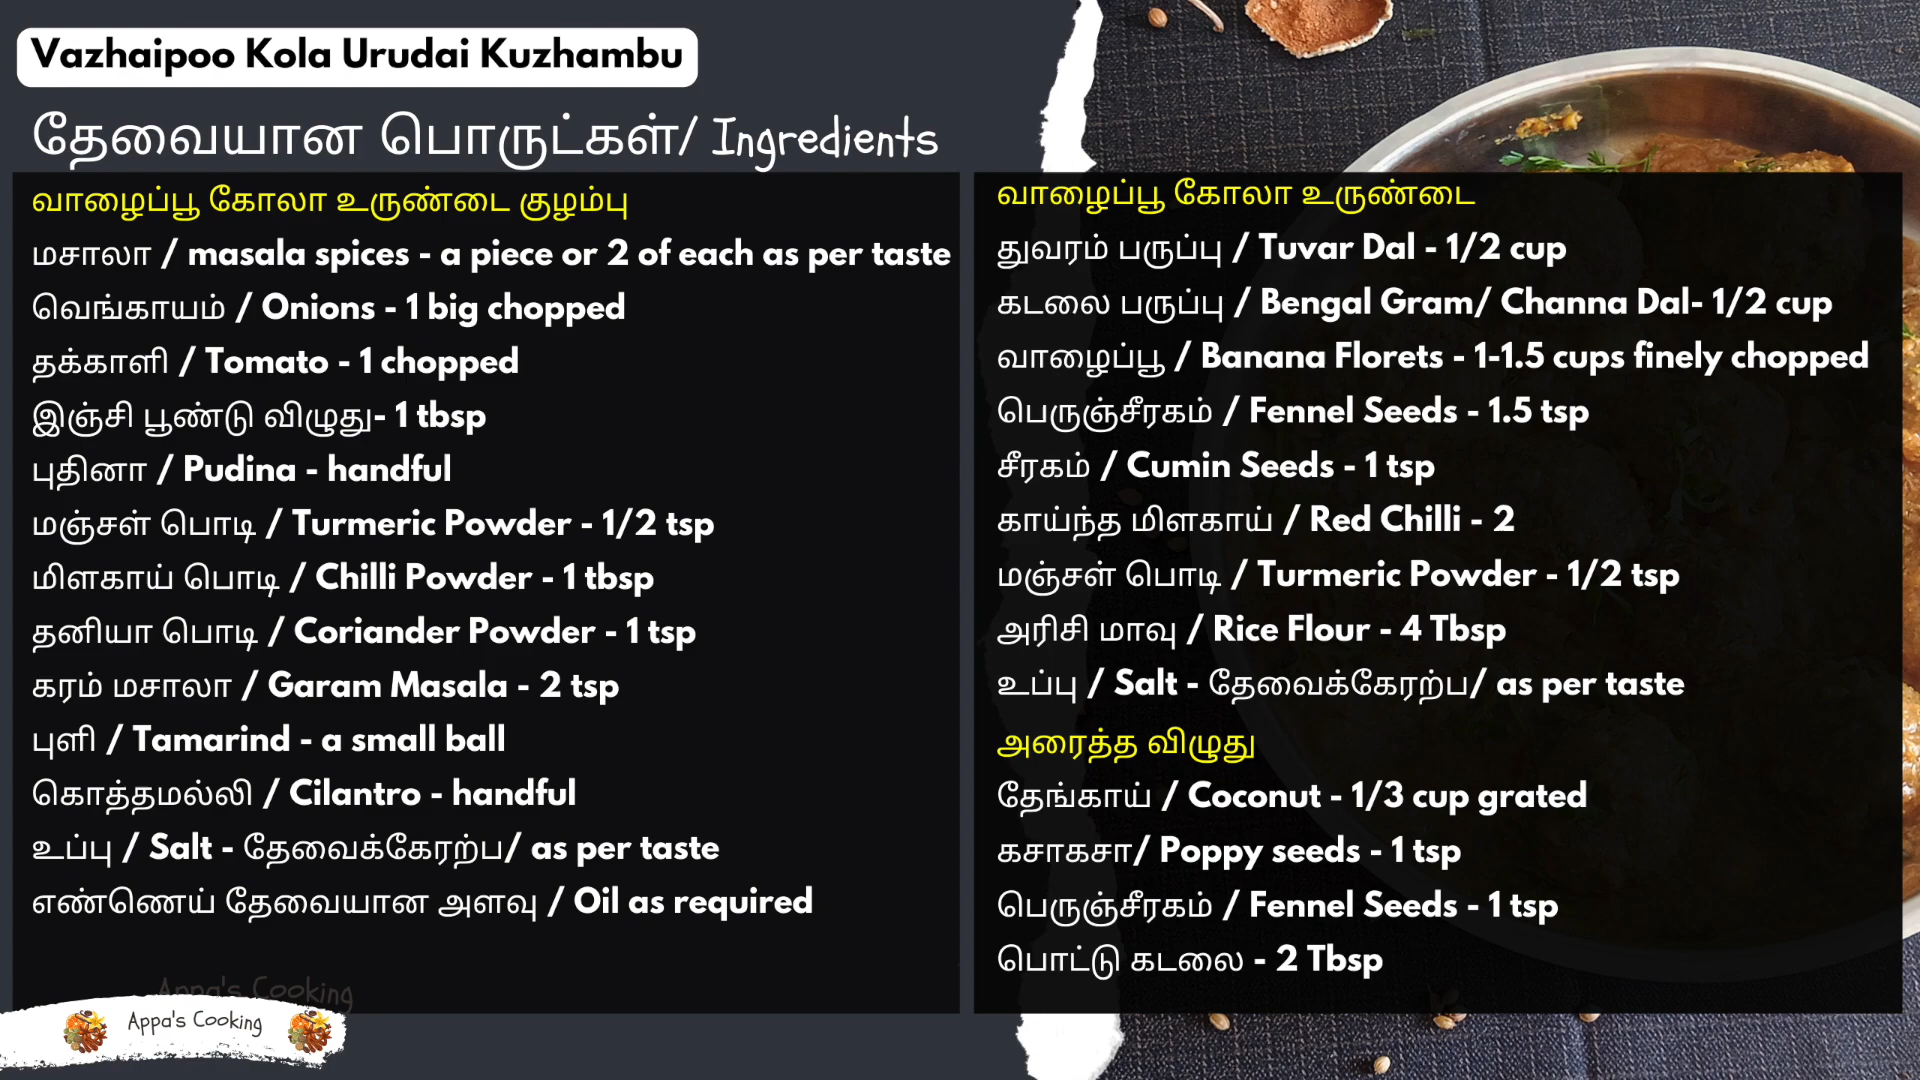 Vazhaipoo Kola Urudai Kuzhambu
தேவையான பொருட்கள்/ Ingredients
வாழைப்பூ கோலா உருண்டை குழம்பு
மசாலா / masala spices - a piece or 2 of each as per taste
வெங்காயம் / Onions - 1 big chopped
தக்காளி / Tomato - 1 chopped
இஞ்சி பூண்டு விழுது- 1 tbsp
புதினா / Pudina - handful
மஞ்சள் பொடி / Turmeric Powder - 1/2 tsp
மிளகாய் பொடி / Chilli Powder - 1 tbsp
தனியா பொடி / Coriander Powder - 1 tsp
கரம் மசாலா / Garam Masala - 2 tsp
புளி / Tamarind - a small ball
கொத்தமல்லி / Cilantro - handful
உப்பு / Salt - தேவைக்கேரற்ப/ as per taste
எண்ணெய் தேவையான அளவு / Oil as required
வாழைப்பூ கோலா உருண்டை
துவரம் பருப்பு / Tuvar Dal - 1/2 cup
கடலை பருப்பு / Bengal Gram/ Channa Dal- 1/2 cup
வாழைப்பூ / Banana Florets - 1-1.5 cups finely chopped
பெருஞ்சீரகம் / Fennel Seeds - 1.5 tsp
சீரகம் / Cumin Seeds - 1 tsp
காய்ந்த மிளகாய் / Red Chilli - 2
மஞ்சள் பொடி / Turmeric Powder - 1/2 tsp
அரிசி மாவு / Rice Flour - 4 Tbsp
உப்பு / Salt - தேவைக்கேரற்ப/ as per taste
அரைத்த விழுது
தேங்காய் / Coconut - 1/3 cup grated
கசாகசா/ Poppy seeds - 1 tsp
பெருஞ்சீரகம் / Fennel Seeds - 1 tsp
பொட்டு கடலை - 2 Tbsp
Appa's Cooking
Appa's Cooking